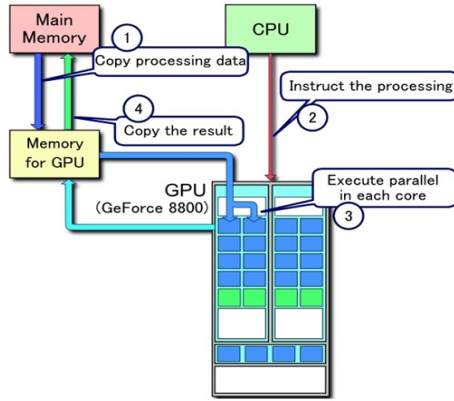 Main
Memory
CPU
1
Copy processing data
Instruct the processing
2
4
Copy the result
Memory
for GPU
GPU
(GeForce 8800)
Execute parallel
in each core
3